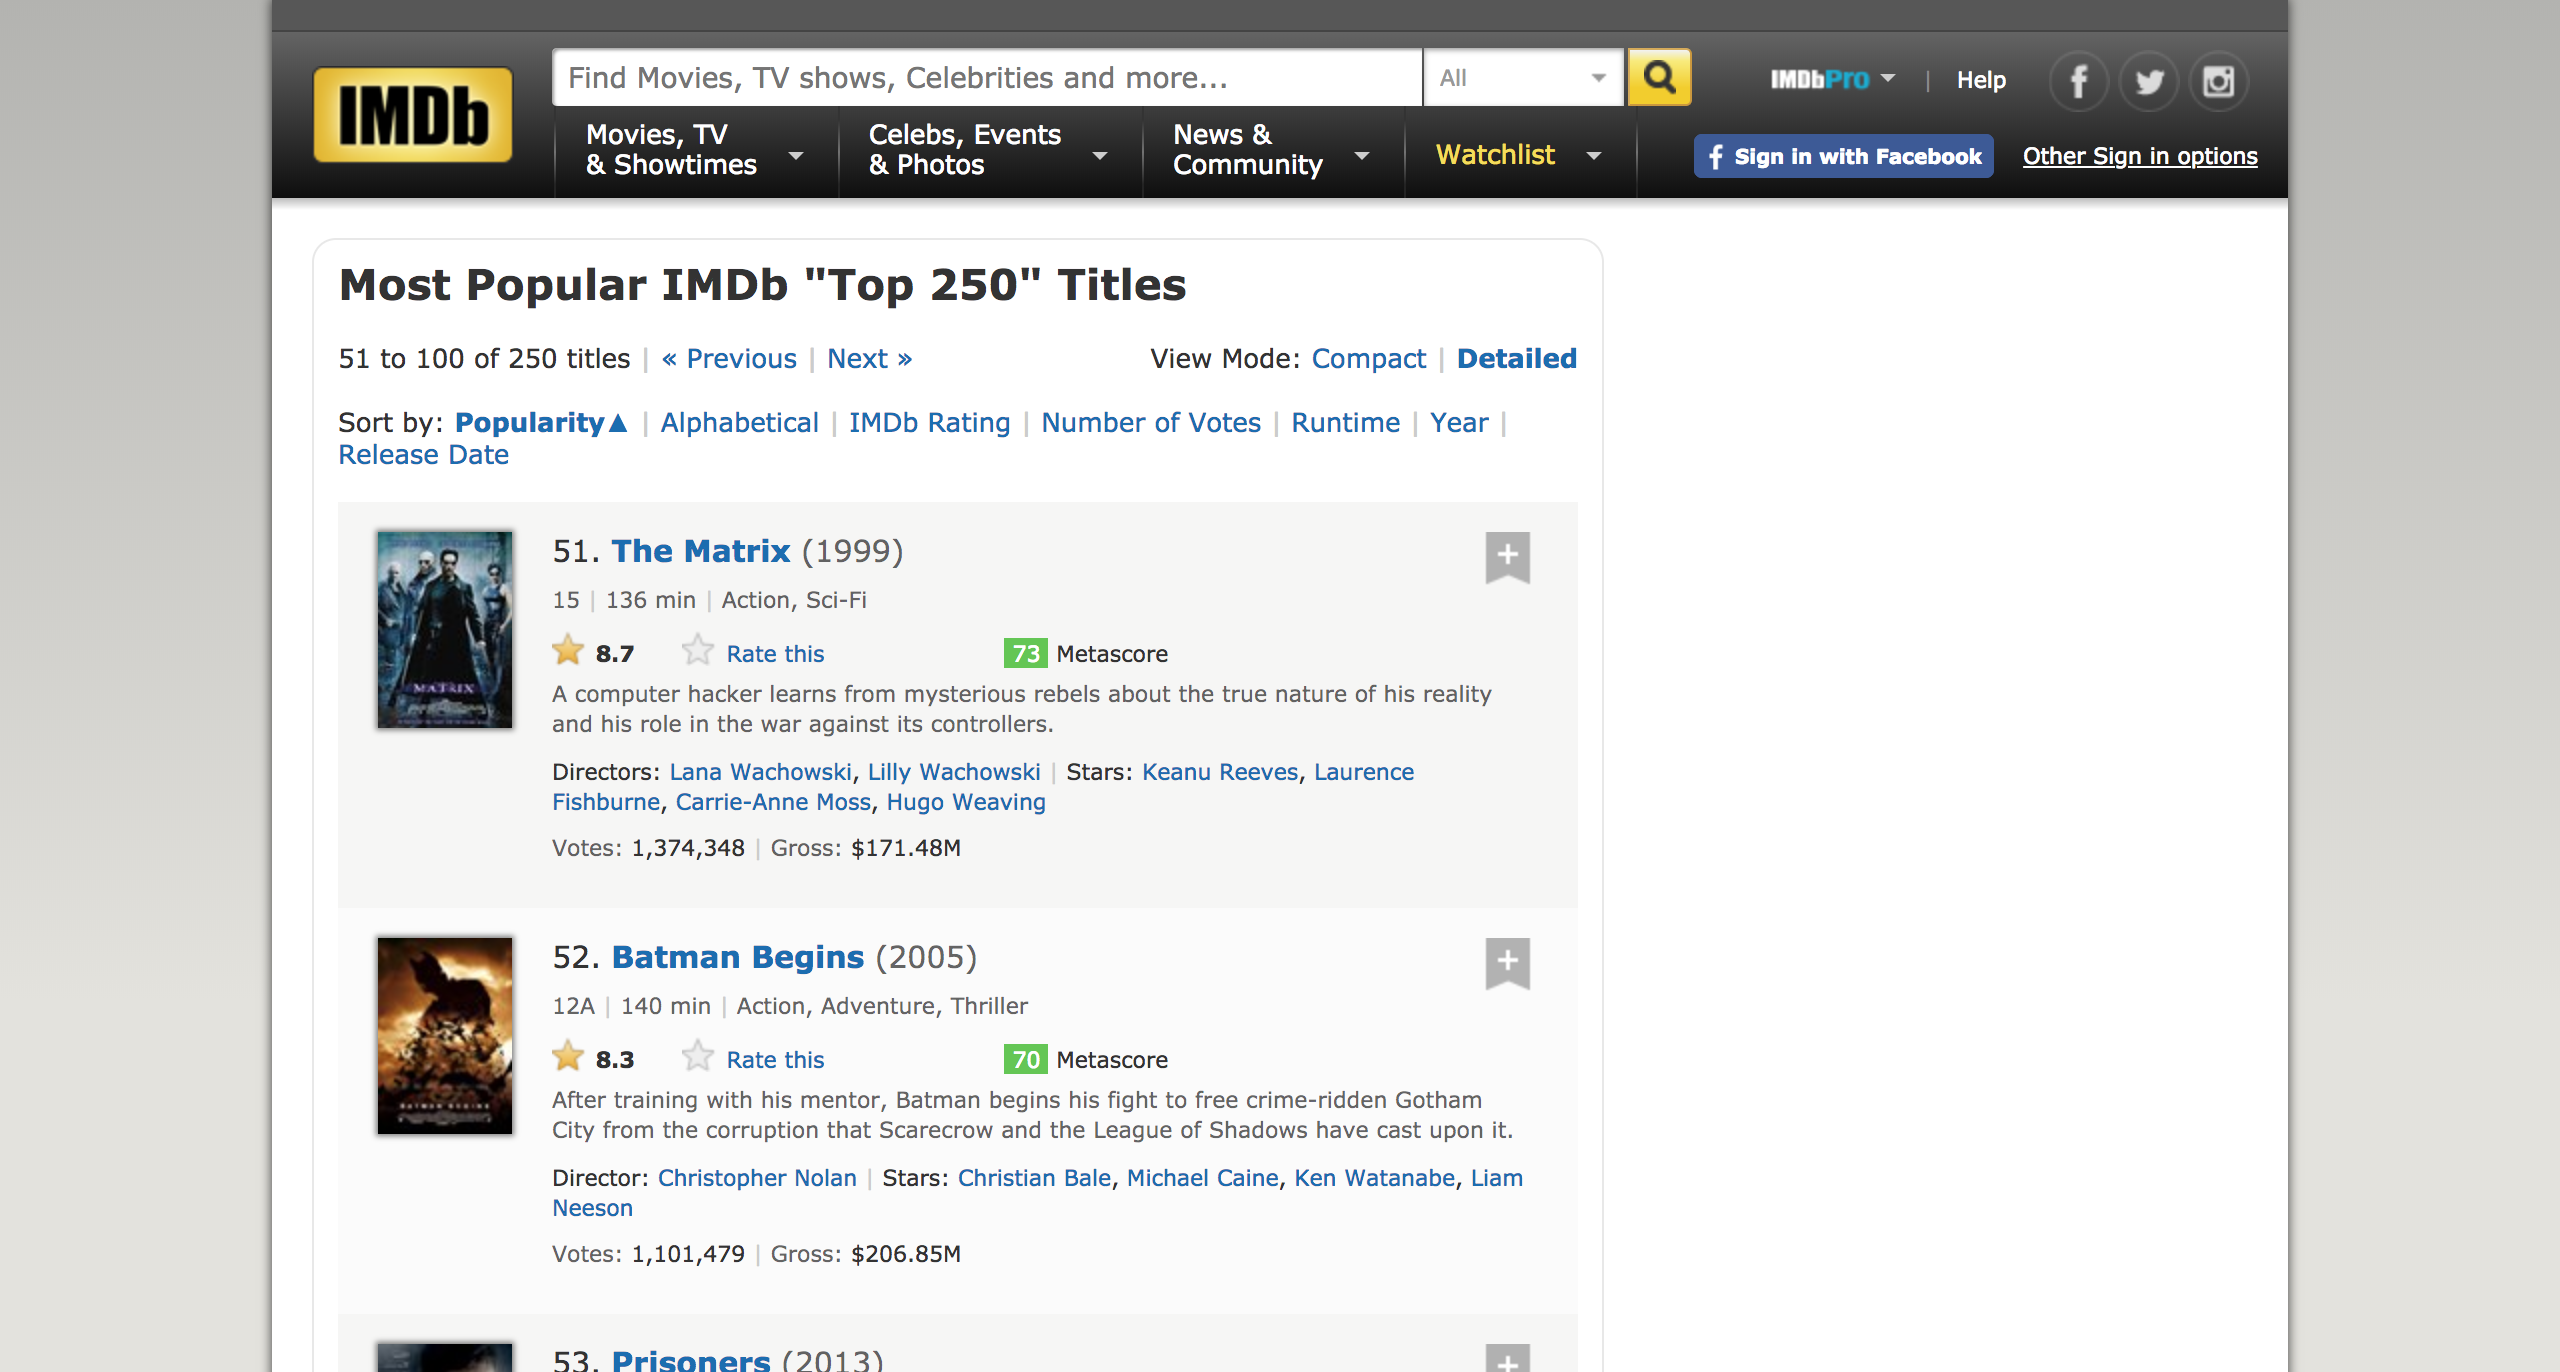 IMDb
Find Movies, TV shows, Celebrities and more...
All
IMDbPro | Help
Movies, TV
& Showtimes
Celebs, Events
& Photos
News &
Community
Watchlist
Sign in with Facebook
Other Sign in options
Most Popular IMDb "Top 250" Titles
51 to 100 of 250 titles | « Previous | Next »
View Mode: Compact | Detailed
Sort by: Popularity▲ | Alphabetical | IMDb Rating | Number of Votes | Runtime | Year |
Release Date
51. The Matrix (1999)
15 | 136 min | Action, Sci-Fi
8.7 Rate this 73 Metascore
A computer hacker learns from mysterious rebels about the true nature of his reality
and his role in the war against its controllers.
Directors: Lana Wachowski, Lilly Wachowski | Stars: Keanu Reeves, Laurence
Fishburne, Carrie-Anne Moss, Hugo Weaving
Votes: 1,374,348 | Gross: $171.48M
MATRIX
52. Batman Begins (2005)
12A | 140 min | Action, Adventure, Thriller
8.3 Rate this 70 Metascore
After training with his mentor, Batman begins his fight to free crime-ridden Gotham
City from the corruption that Scarecrow and the League of Shadows have cast upon it.
Director: Christopher Nolan | Stars: Christian Bale, Michael Caine, Ken Watanabe, Liam
Neeson
Votes: 1,101,479 | Gross: $206.85M
BATMAN BEGINS
53. Prisoners (2013)